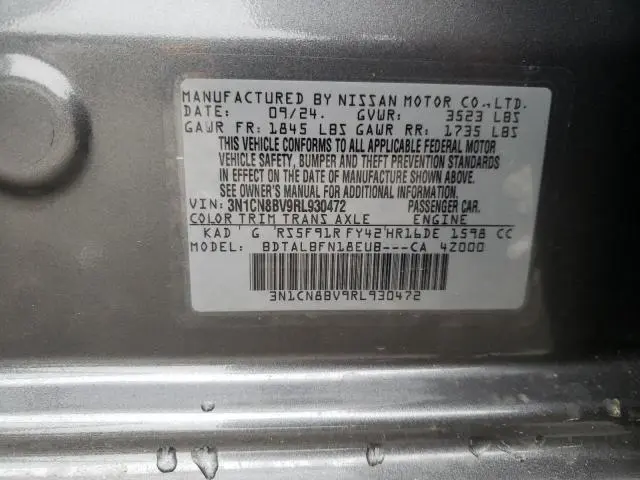 MANUFACTURED BY NISSAN MOTOR CO.,LTD.
DATE: 09/24. GVWR: 3523 LBS
GAWR FR: 1845 LBS GAWR RR: 1735 LBS
THIS VEHICLE CONFORMS TO ALL APPLICABLE FEDERAL MOTOR
VEHICLE SAFETY, BUMPER AND THEFT PREVENTION STANDARDS
IN EFFECT ON THE DATE OF MANUFACTURE SHOWN ABOVE.
SEE OWNER'S MANUAL FOR ADDITIONAL INFORMATION.
VIN: 3N1CN8BV9RL930472 PASSENGER CAR.
COLOR TRIM TRANS AXLE ENGINE
KAD G RS5F91R FY42 HR16DE 1598 CC
MODEL: BDTALBFN18EUB---CA 4Z000
3N1CN8BV9RL930472